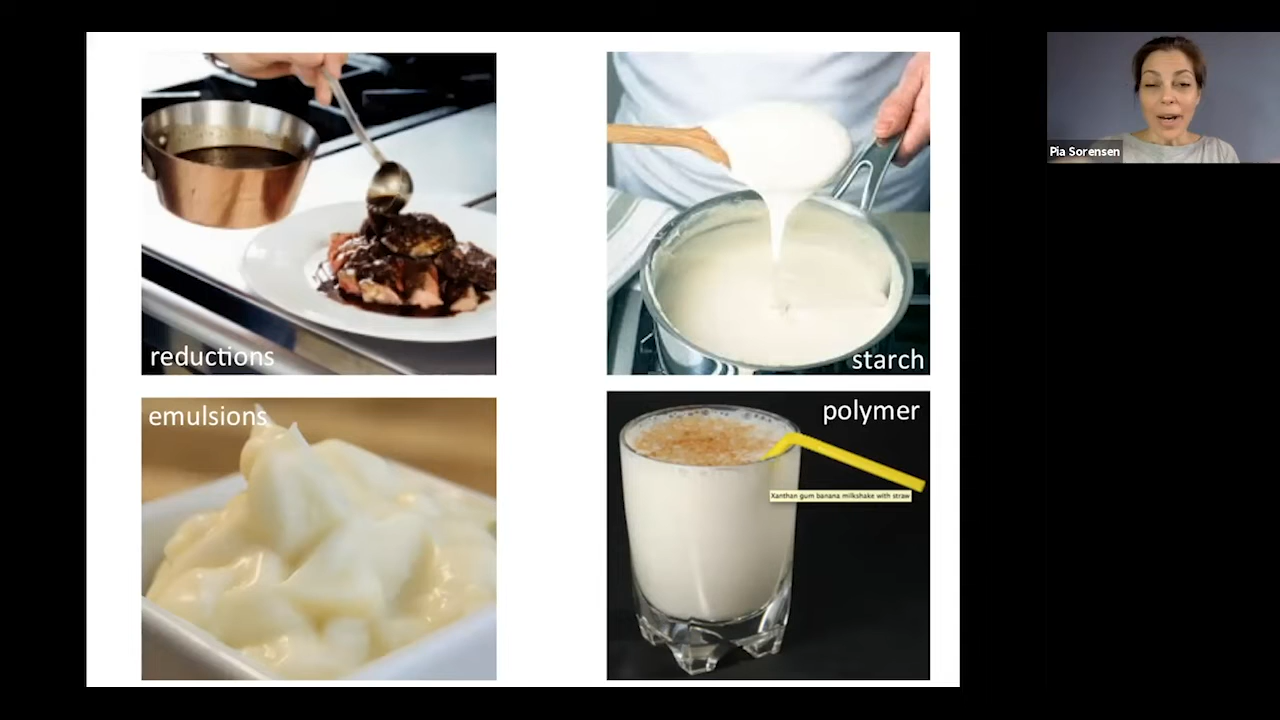 reductions
starch
emulsions
polymer
Xanthan gum banana milkshake with straw
Pia Sorensen